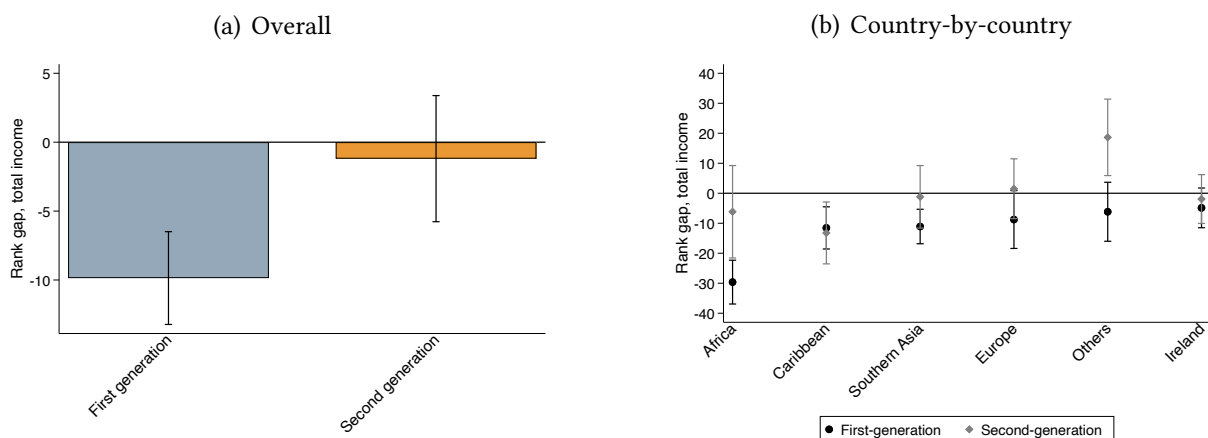 (a) Overall
Rank gap, total income
5
0
-5
-10
First generation
Second generation
(b) Country-by-country
Rank gap, total income
40
30
20
10
0
-10
-20
-30
-40
Africa
Caribbean
Southern Asia
Europe
Others
Ireland
First-generation
Second-generation